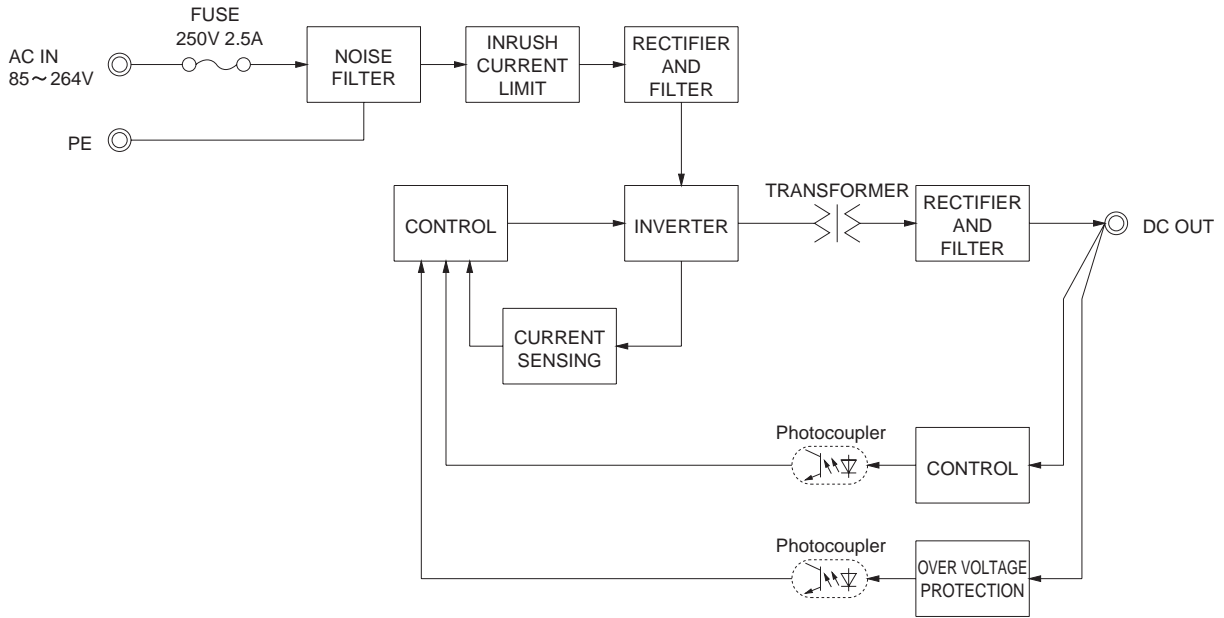 FUSE
250V 2.5A
AC IN
85～264V
NOISE
FILTER
INRUSH
CURRENT
LIMIT
RECTIFIER
AND
FILTER
PE
CONTROL
INVERTER
TRANSFORMER
RECTIFIER
AND
FILTER
DC OUT
CURRENT
SENSING
Photocoupler
CONTROL
Photocoupler
OVER VOLTAGE
PROTECTION